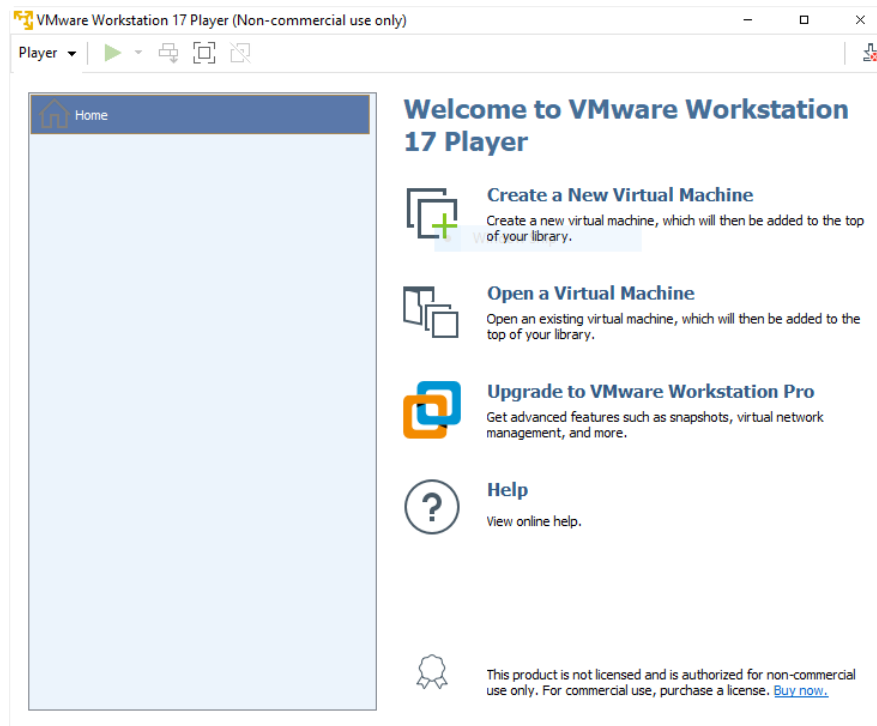 VMware Workstation 17 Player (Non-commercial use only)
Player
Home
Welcome to VMware Workstation
17 Player
Create a New Virtual Machine
Create a new virtual machine, which will then be added to the top
of your library.
Open a Virtual Machine
Open an existing virtual machine, which will then be added to the
top of your library.
Upgrade to VMware Workstation Pro
Get advanced features such as snapshots, virtual network
management, and more.
Help
View online help.
This product is not licensed and is authorized for non-commercial
use only. For commercial use, purchase a license. Buy now.